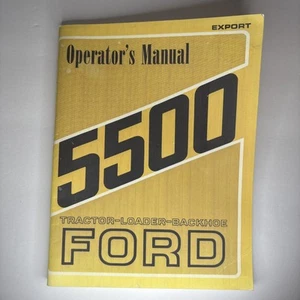 EXPORT
Operator's Manual
5500
TRACTOR-LOADER-BACKHOE
FORD